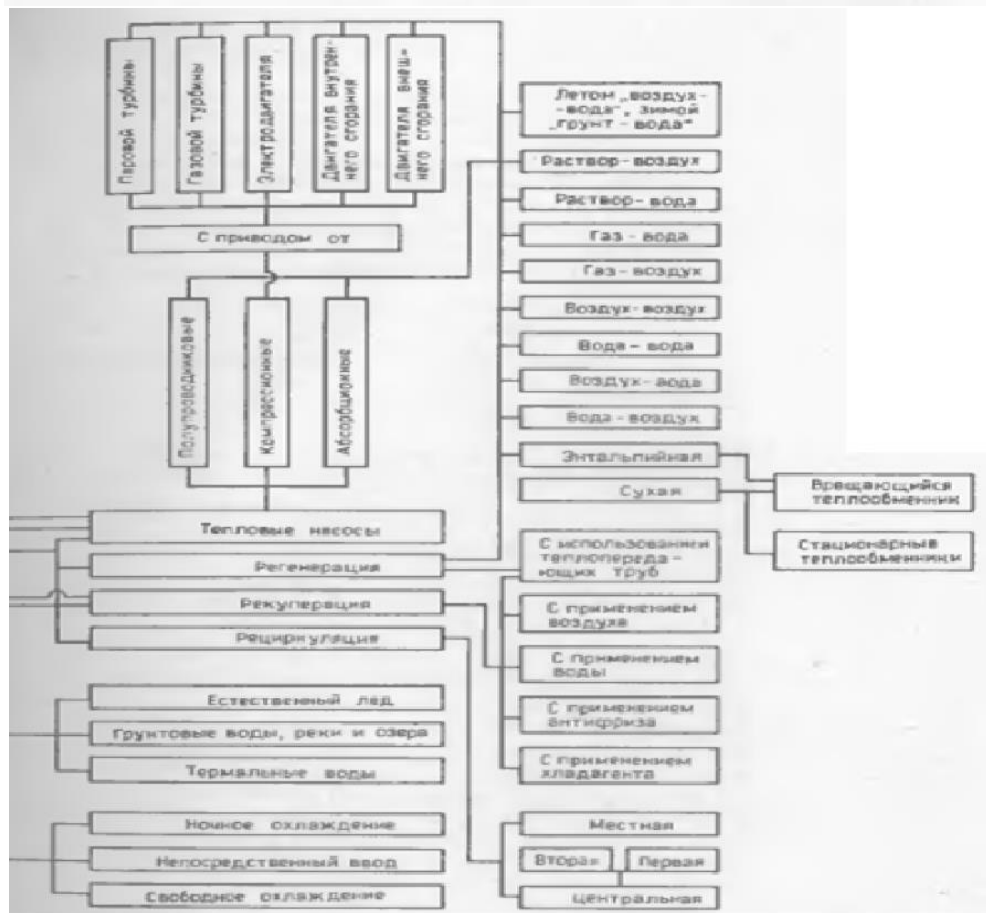 Паровой турбины
Газовой турбины
Электродвигателя
Двигателя внутрен-
него сгорания
Двигателя внеш-
него сгорания
С приводом от
Полупроводниковые
Компрессионные
Абсорбционные
Тепловые насосы
Регенерация
Рекуперация
Рециркуляция
Естественный лед
Грунтовые воды, реки и озера
Термальные воды
Ночное охлаждение
Непосредственный ввод
Свободное охлаждение
Летом „воздух-
-вода", зимой
„грунт-вода"
Раствор-воздух
Раствор-вода
Газ-вода
Газ-воздух
Воздух-воздух
Вода-вода
Воздух-вода
Вода-воздух
Энтальпийная
Сухая
С использованием
теплопереда-
ющих труб
С применением
воздуха
С применением
воды
С применением
антифриза
С применением
хладагента
Местная
Вторая
Первая
Центральная
Вращающийся
теплообменник
Стационарные
теплообменники